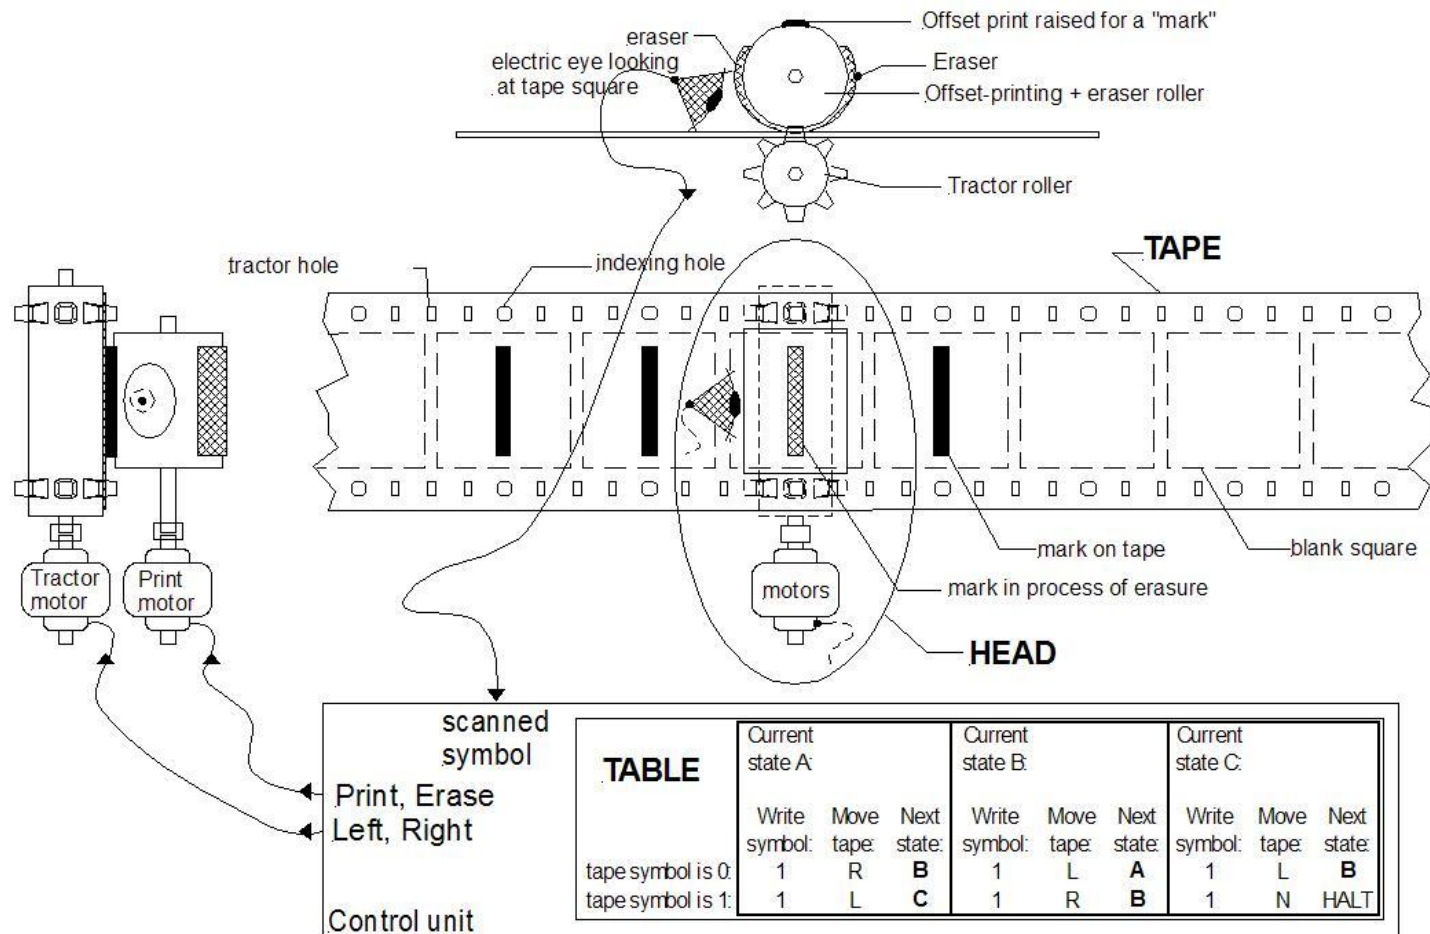 Offset print raised for a "mark"
eraser
electric eye looking
at tape square
Eraser
Offset-printing + eraser roller
Tractor roller
TAPE
tractor hole
indexing hole
mark on tape
blank square
mark in process of erasure
Tractor
motor
Print
motor
motors
HEAD
scanned
symbol
Print, Erase
Left, Right
Control unit
TABLE
Current
state A:
Current
state B:
Current
state C:
Write Move Next Write Move Next Write Move Next
symbol: tape: state: symbol: tape: state: symbol: tape: state:
tape symbol is 0: 1 R B 1 L A 1 L B
tape symbol is 1: 1 L C 1 R B 1 N HALT